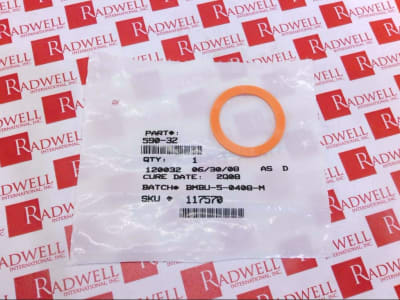 PART#:
590-32
QTY: 1
120032 06/30/08 AS D
CURE DATE: 2Q08
BATCH# BMBU-5-0408-M
SKU # 117570
RADWELL
INTERNATIONAL, INC.